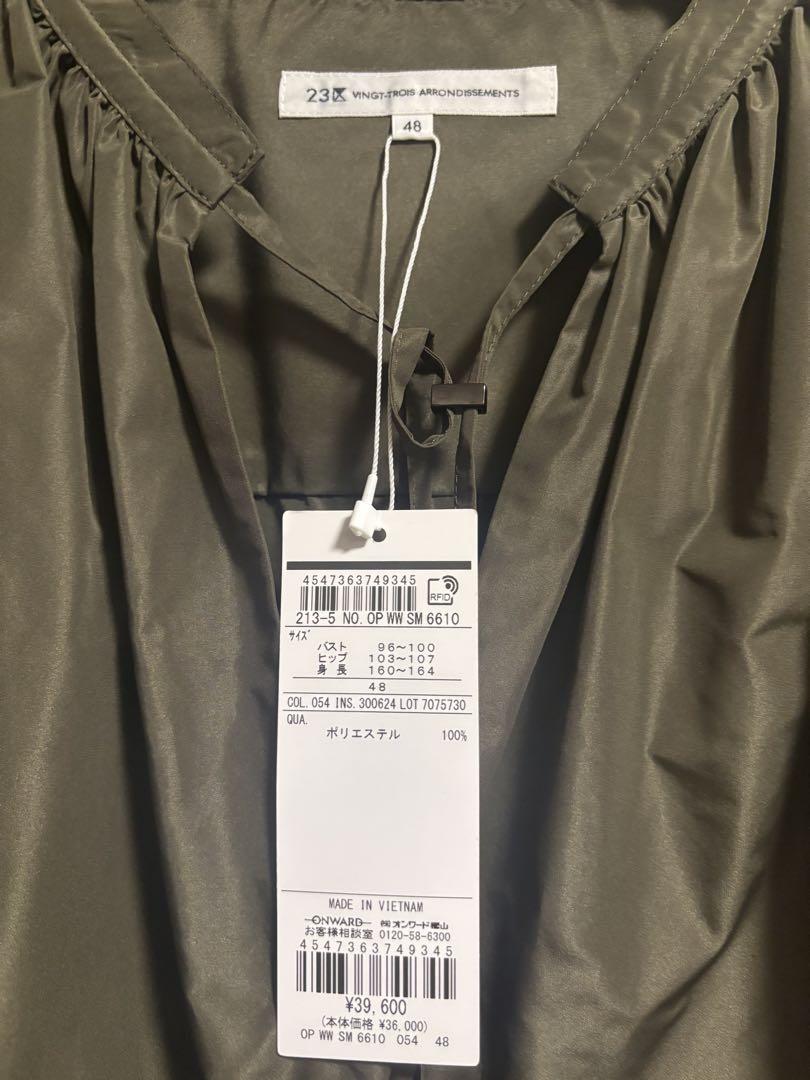 23区 VINGT-TROIS ARRONDISSEMENTS
48
4547363749345
RFID
213-5 NO. OP WW SM 6610
サイズ
バスト 96～100
ヒップ 103～107
身長 160～164
48
COL. 054 INS. 300624 LOT 7075730
QUA.
ポリエステル 100%
MADE IN VIETNAM
ONWARD ㈱オンワード樫山
お客様相談室 0120-58-6300
4547363749345
¥39,600
(本体価格 ¥36,000)
OP WW SM 6610 054 48